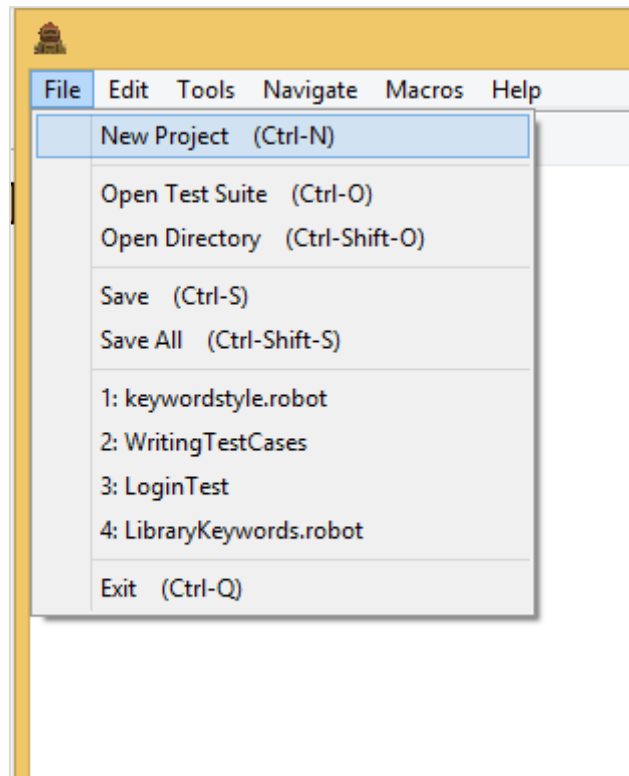 File Edit Tools Navigate Macros Help
New Project (Ctrl-N)
Open Test Suite (Ctrl-O)
Open Directory (Ctrl-Shift-O)
Save (Ctrl-S)
Save All (Ctrl-Shift-S)
1: keywordstyle.robot
2: WritingTestCases
3: LoginTest
4: LibraryKeywords.robot
Exit (Ctrl-Q)